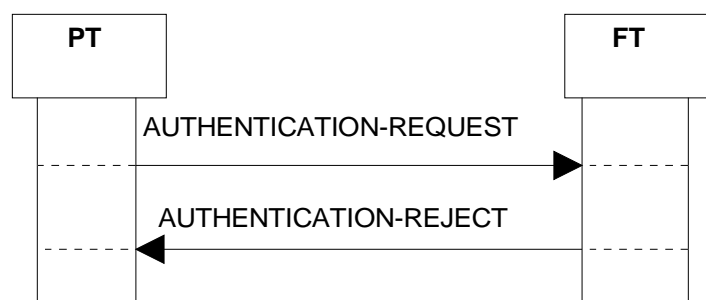 PT
FT
AUTHENTICATION-REQUEST
AUTHENTICATION-REJECT